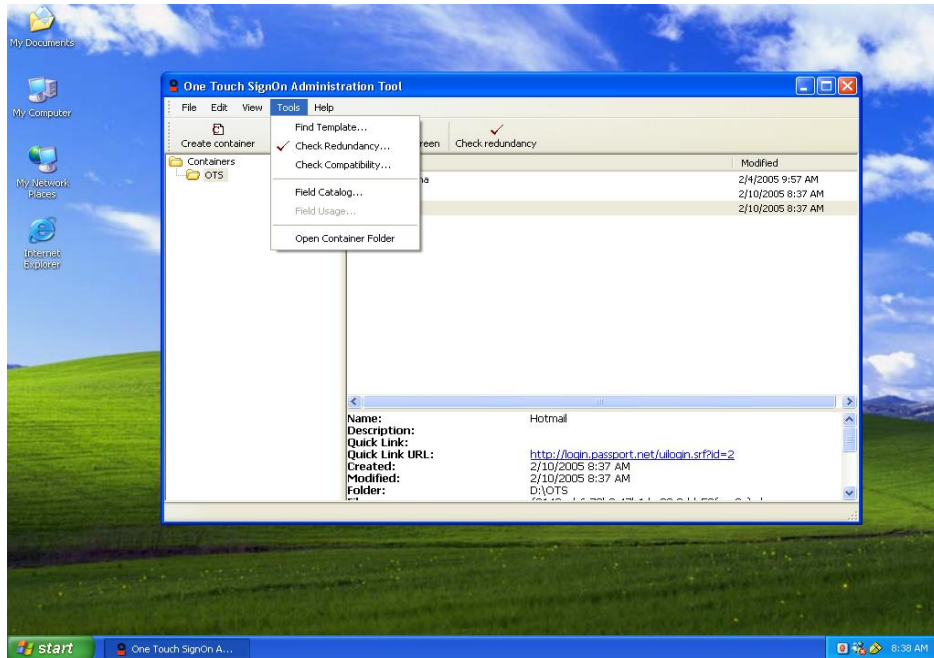 My Documents
My Computer
My Network
Places
Internet
Explorer
One Touch SignOn Administration Tool
File Edit View Tools Help
Create container
reen
Check redundancy
Find Template...
Check Redundancy...
Check Compatibility...
Field Catalog...
Field Usage...
Open Container Folder
Containers
OTS
Modified
na
2/4/2005 9:57 AM
2/10/2005 8:37 AM
2/10/2005 8:37 AM
Name: Hotmail
Description:
Quick Link:
Quick Link URL: http://login.passport.net/uilogin.srf?id=2
Created: 2/10/2005 8:37 AM
Modified: 2/10/2005 8:37 AM
Folder: D:\OTS
start
One Touch SignOn A...
8:38 AM